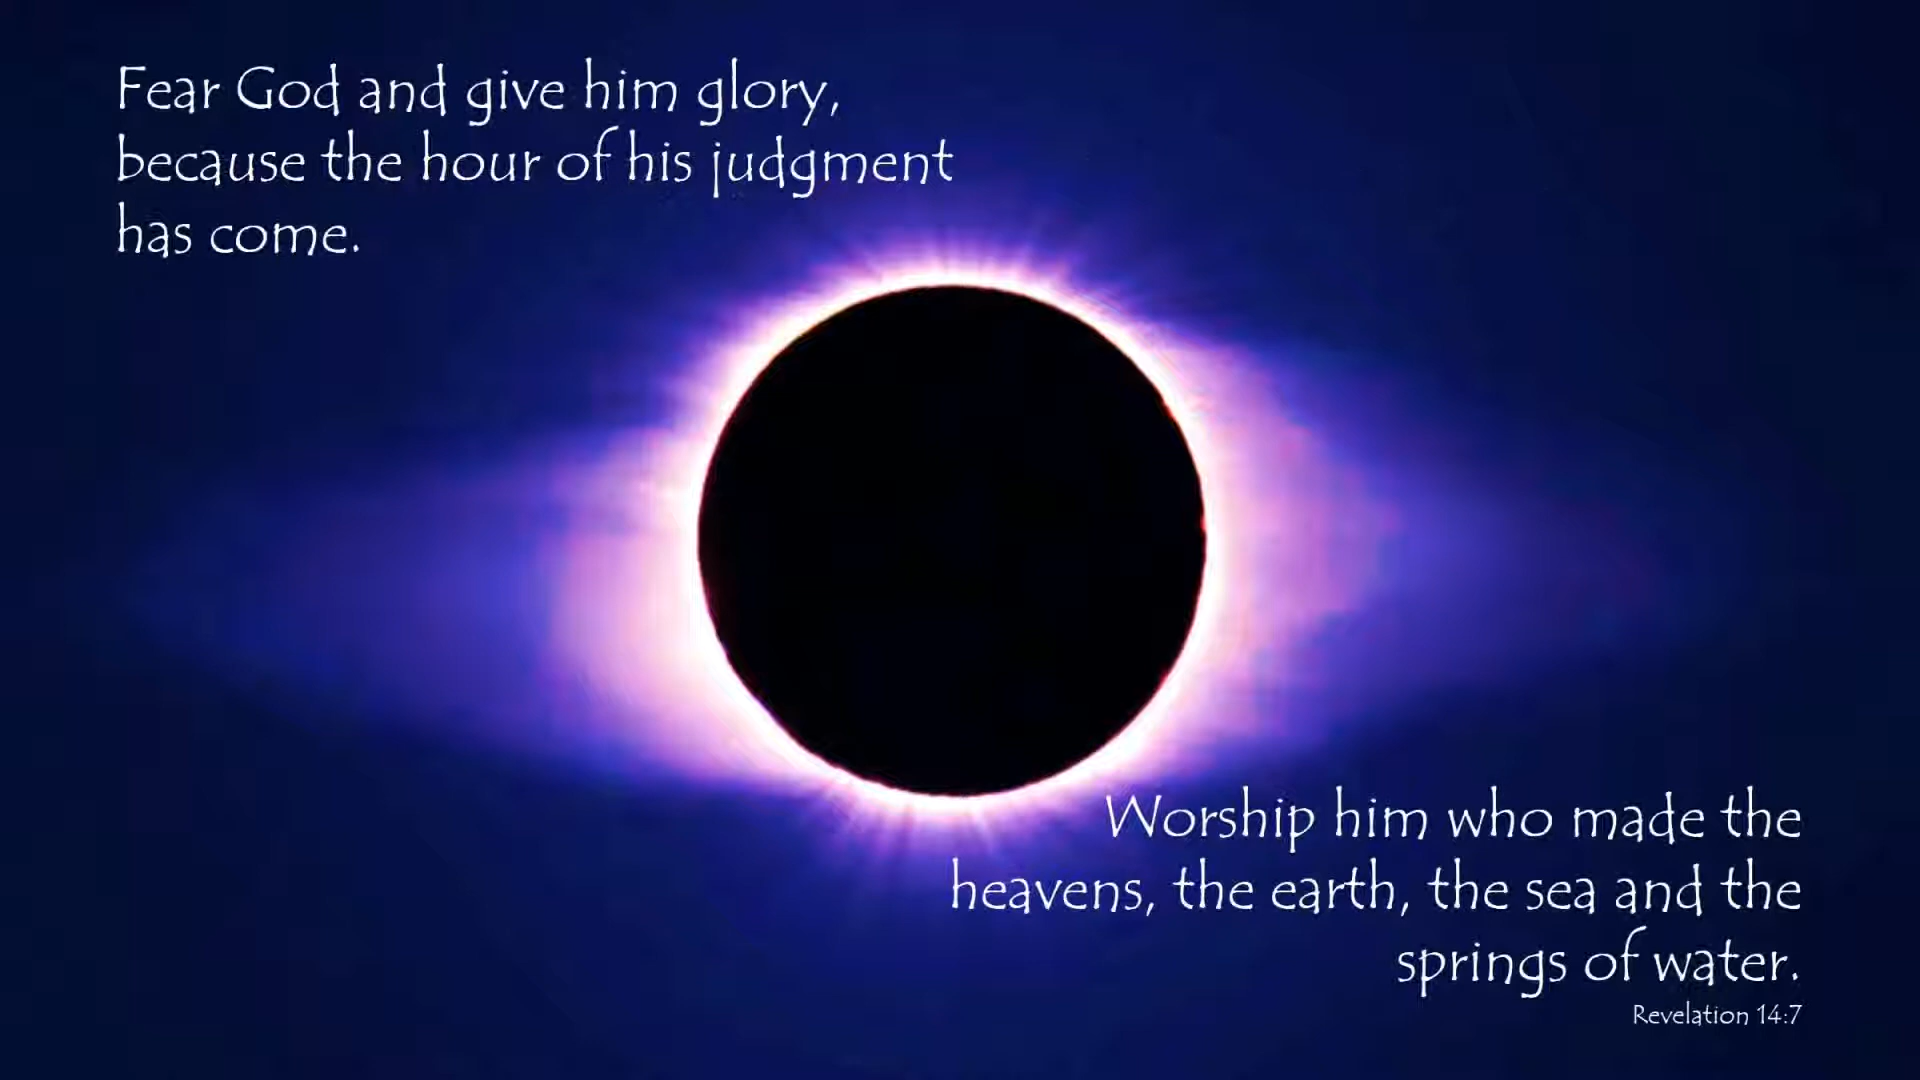 Fear God and give him glory,
because the hour of his judgment
has come.
Worship him who made the
heavens, the earth, the sea and the
springs of water.
Revelation 14:7